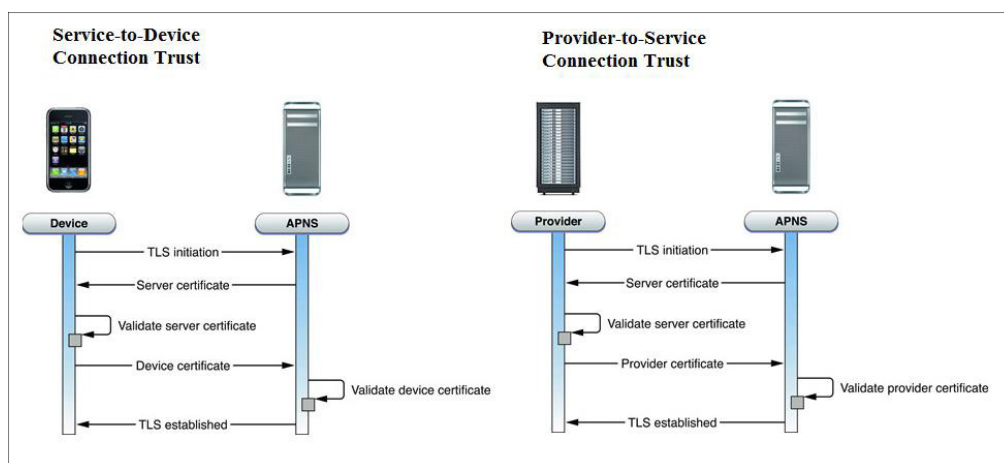 Service-to-Device
Connection Trust
Device
APNS
TLS initiation
Server certificate
Validate server certificate
Device certificate
Validate device certificate
TLS established
Provider-to-Service
Connection Trust
Provider
APNS
TLS initiation
Server certificate
Validate server certificate
Provider certificate
Validate provider certificate
TLS established